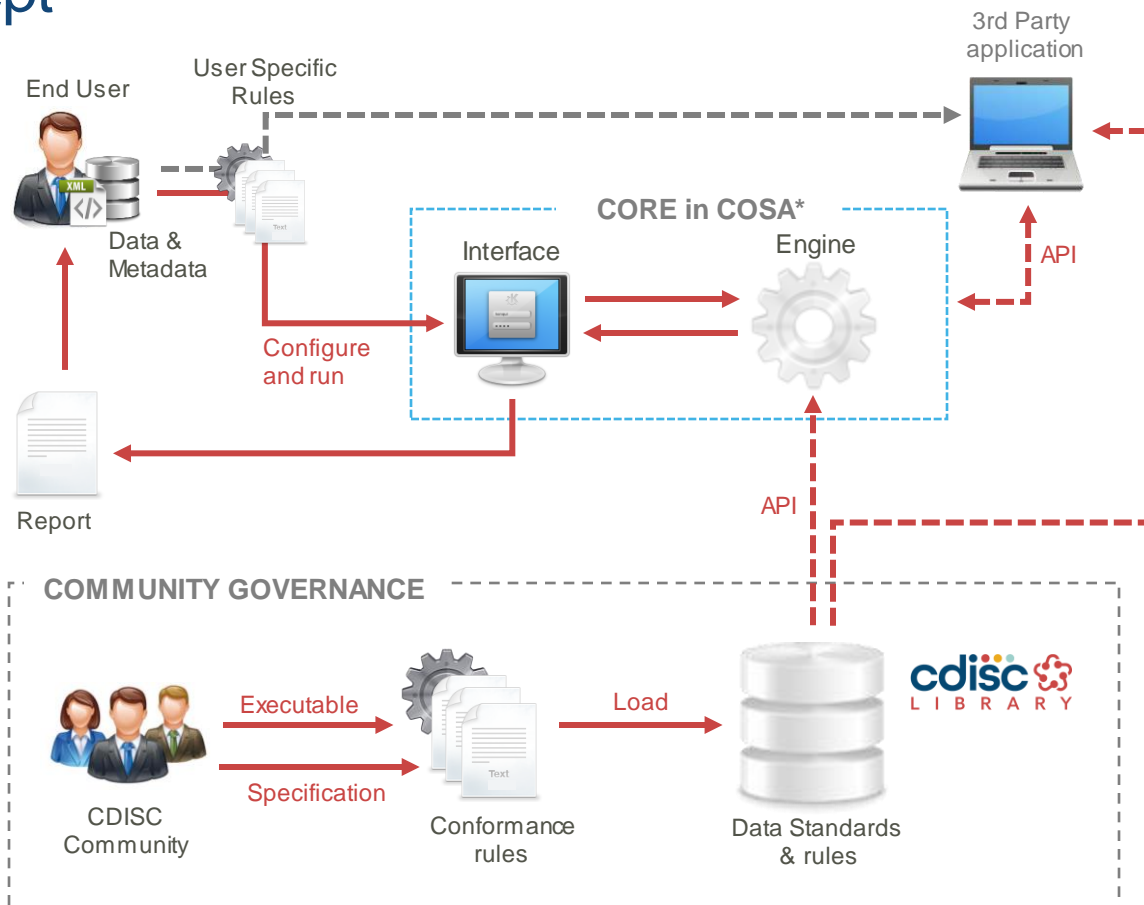 ept
3rd Party
application
User Specific
Rules
End User
XML
</>
Text
Data &
Metadata
CORE in COSA*
Interface
Engine
API
Configure
and run
Report
API
COMMUNITY GOVERNANCE
Executable
Load
cdisc
LIBRARY
Text
Specification
CDISC
Community
Conformance
rules
Data Standards
& rules